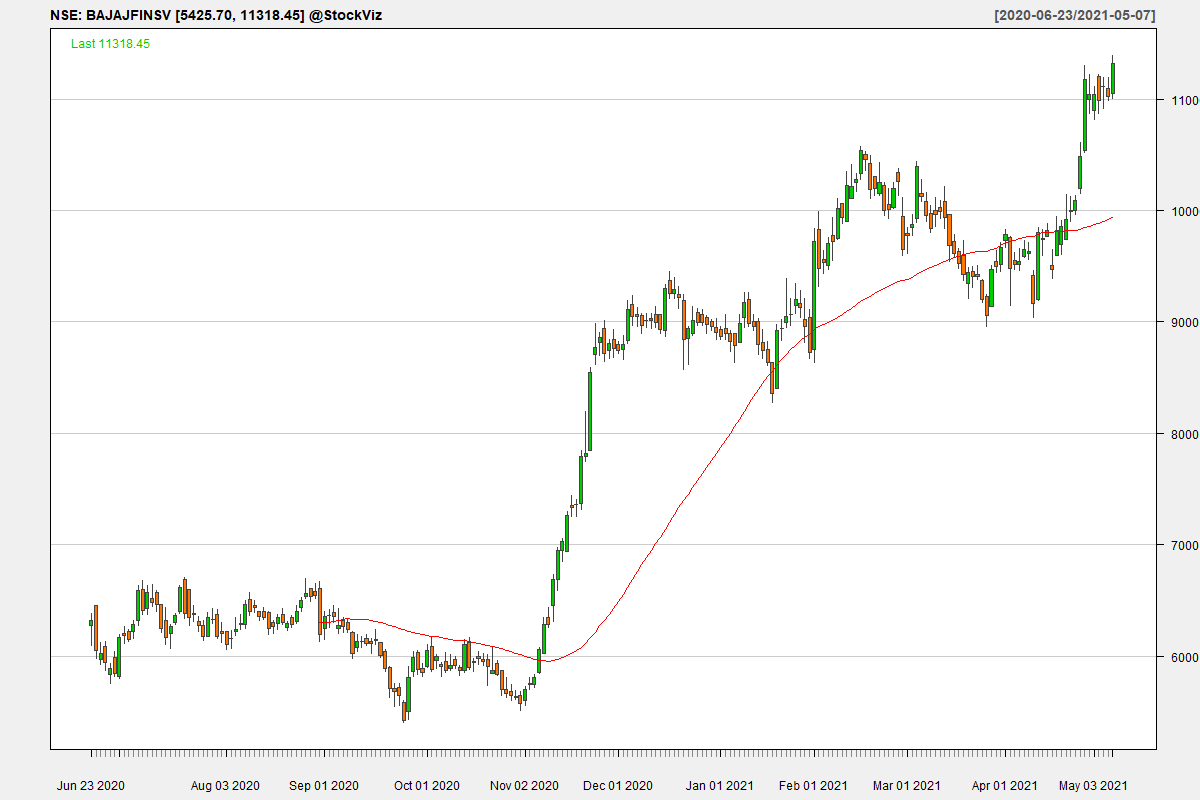 NSE: BAJAJFINSV [5425.70, 11318.45] @StockViz
[2020-06-23/2021-05-07]
Last 11318.45
11000
10000
9000
8000
7000
6000
Jun 23 2020
Aug 03 2020
Sep 01 2020
Oct 01 2020
Nov 02 2020
Dec 01 2020
Jan 01 2021
Feb 01 2021
Mar 01 2021
Apr 01 2021
May 03 2021